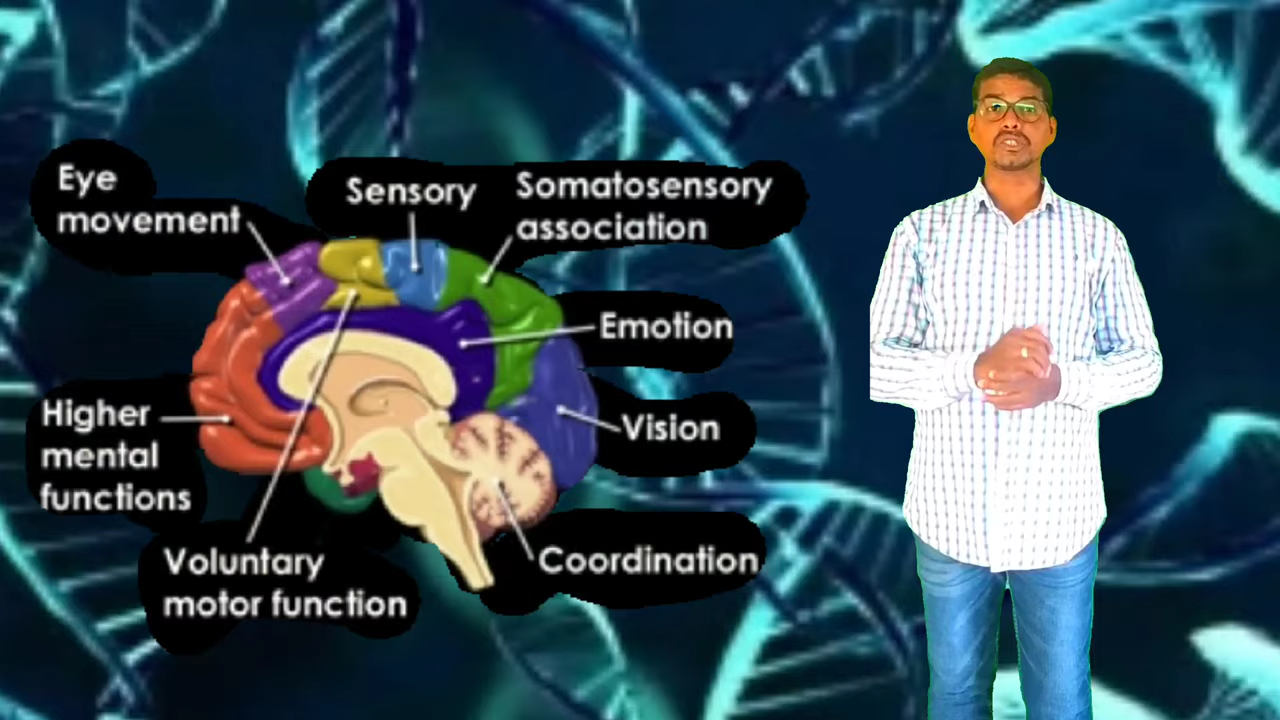 Eye
movement
Sensory
Somatosensory
association
Emotion
Higher
mental
functions
Vision
Voluntary
motor function
Coordination